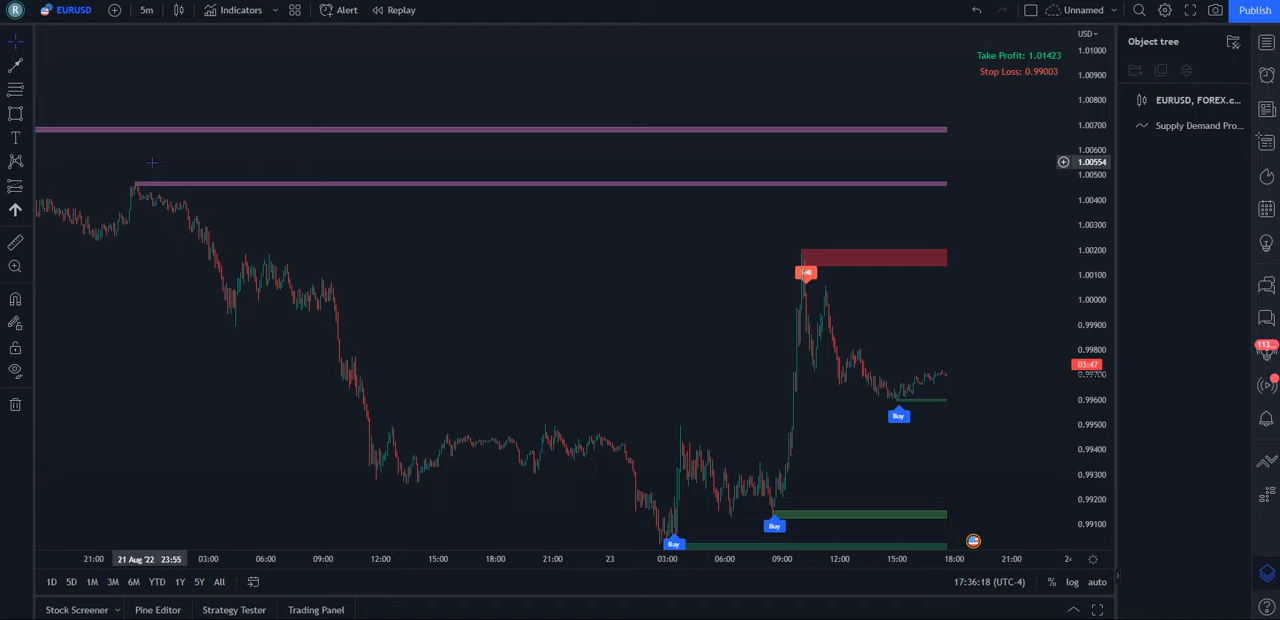 R EURUSD 5m Indicators Alert Replay Unnamed Publish
USD
Object tree
Take Profit: 1.01423
Stop Loss: 0.99003
EURUSD, FOREX.c...
Supply Demand Pro...
1.01000
1.00900
1.00800
1.00700
1.00600
1.00554
1.00500
1.00400
1.00300
1.00200
1.00100
1.00000
0.99900
0.99800
03:47
0.99700
0.99600
0.99500
0.99400
0.99300
0.99200
0.99100
113...
Sell
Buy
Buy
Buy
21:00 21 Aug '22 23:55 03:00 06:00 09:00 12:00 15:00 18:00 21:00 23 03:00 06:00 09:00 12:00 15:00 18:00 21:00 2
1D 5D 1M 3M 6M YTD 1Y 5Y All 17:36:18 (UTC-4) % log auto
Stock Screener Pine Editor Strategy Tester Trading Panel